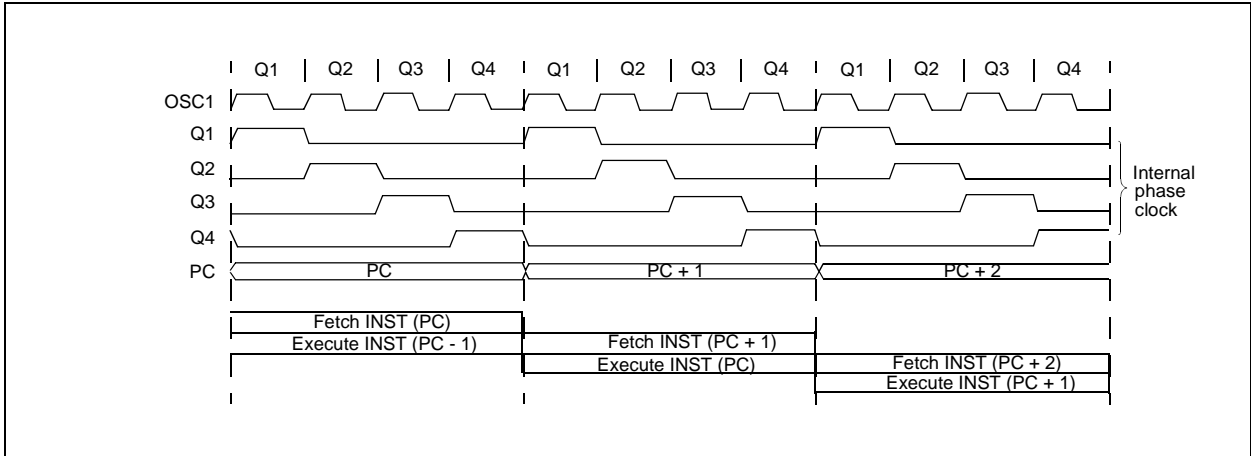 Q1 Q2 Q3 Q4 Q1 Q2 Q3 Q4 Q1 Q2 Q3 Q4
OSC1
Q1
Q2
Q3
Q4
PC PC PC + 1 PC + 2
Internal
phase
clock
Fetch INST (PC)
Execute INST (PC - 1) Fetch INST (PC + 1)
Execute INST (PC) Fetch INST (PC + 2)
Execute INST (PC + 1)